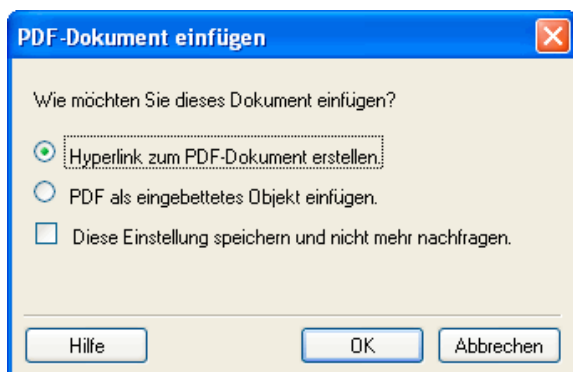 PDF-Dokument einfügen
Wie möchten Sie dieses Dokument einfügen?
Hyperlink zum PDF-Dokument erstellen.
PDF als eingebettetes Objekt einfügen.
Diese Einstellung speichern und nicht mehr nachfragen.
Hilfe OK Abbrechen